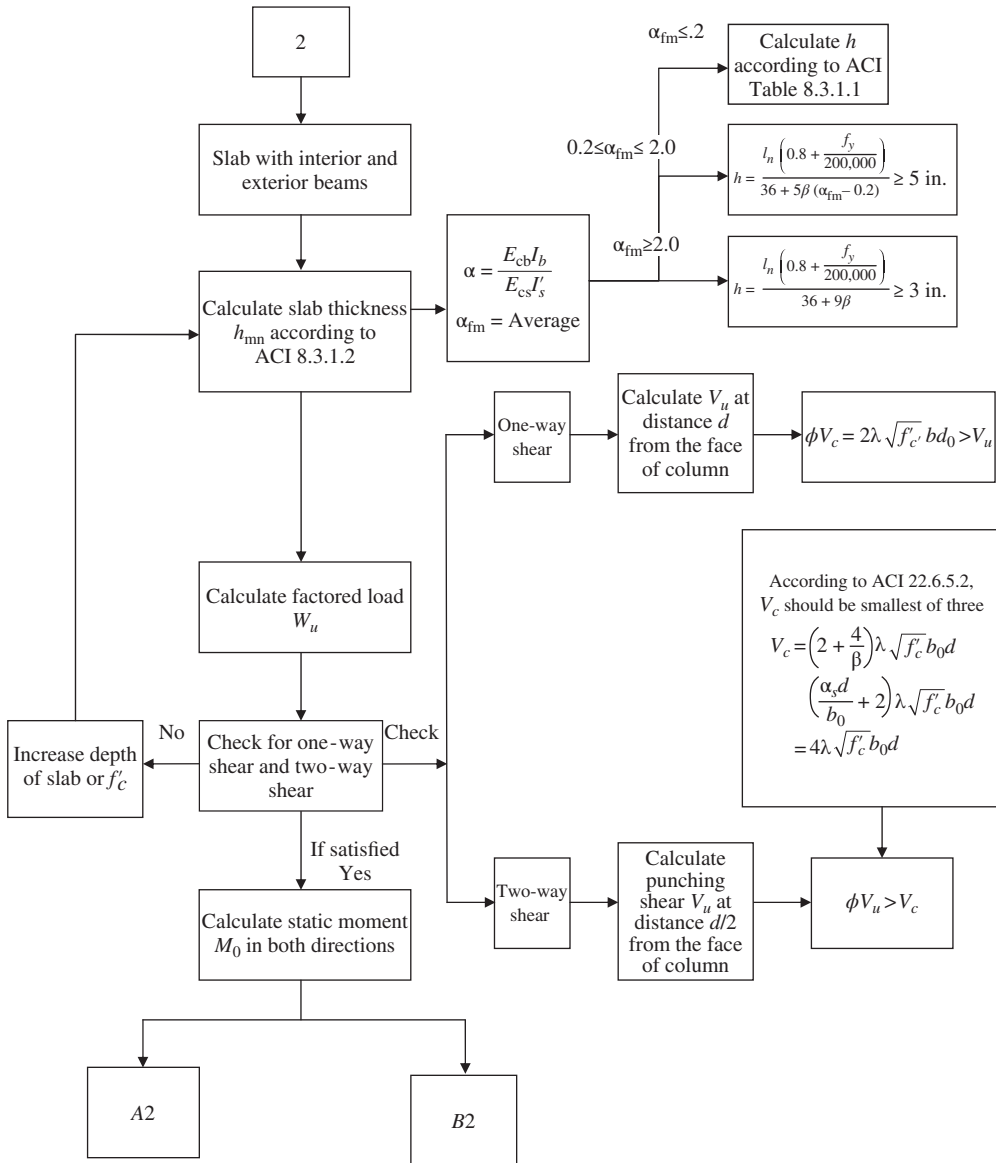 2
Slab with interior and
exterior beams
Calculate slab thickness
h_mn according to
ACI 8.3.1.2
α = E_cb I_b / E_cs I′_s
α_fm = Average
α_fm≤.2
Calculate h
according to ACI
Table 8.3.1.1
0.2≤α_fm≤ 2.0
h = l_n (0.8 + f_y / 200,000) / 36 + 5β (α_fm – 0.2) ≥ 5 in.
α_fm≥2.0
h = l_n (0.8 + f_y / 200,000) / 36 + 9β ≥ 3 in.
Calculate factored load
W_u
Check for one-way
shear and two-way
shear
No
Increase depth
of slab or f′_c
Check
One-way
shear
Calculate V_u at
distance d
from the face
of column
ϕV_c = 2λ √f′_c′ bd_0 >V_u
According to ACI 22.6.5.2,
V_c should be smallest of three
V_c = (2 + 4/β) λ √f′_c b_0 d
(α_s d / b_0 + 2) λ √f′_c b_0 d
= 4λ √f′_c b_0 d
Two-way
shear
Calculate
punching
shear V_u at
distance d/2
from the face
of column
ϕV_u > V_c
If satisfied
Yes
Calculate static moment
M_0 in both directions
A2
B2